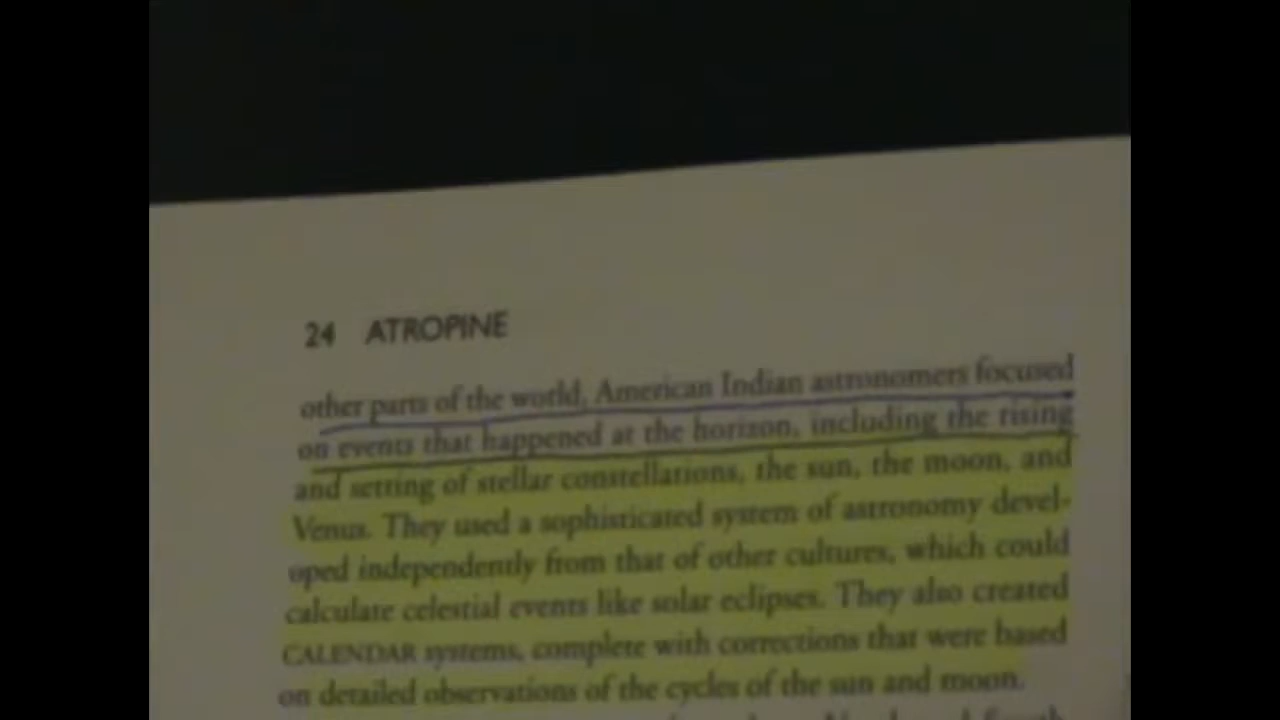 24 ATROPINE
other parts of the world, American Indian astronomers focused
on events that happened at the horizon, including the rising
and setting of stellar constellations, the sun, the moon, and
Venus. They used a sophisticated system of astronomy devel-
oped independently from that of other cultures, which could
calculate celestial events like solar eclipses. They also created
CALENDAR systems, complete with corrections that were based
on detailed observations of the cycles of the sun and moon.